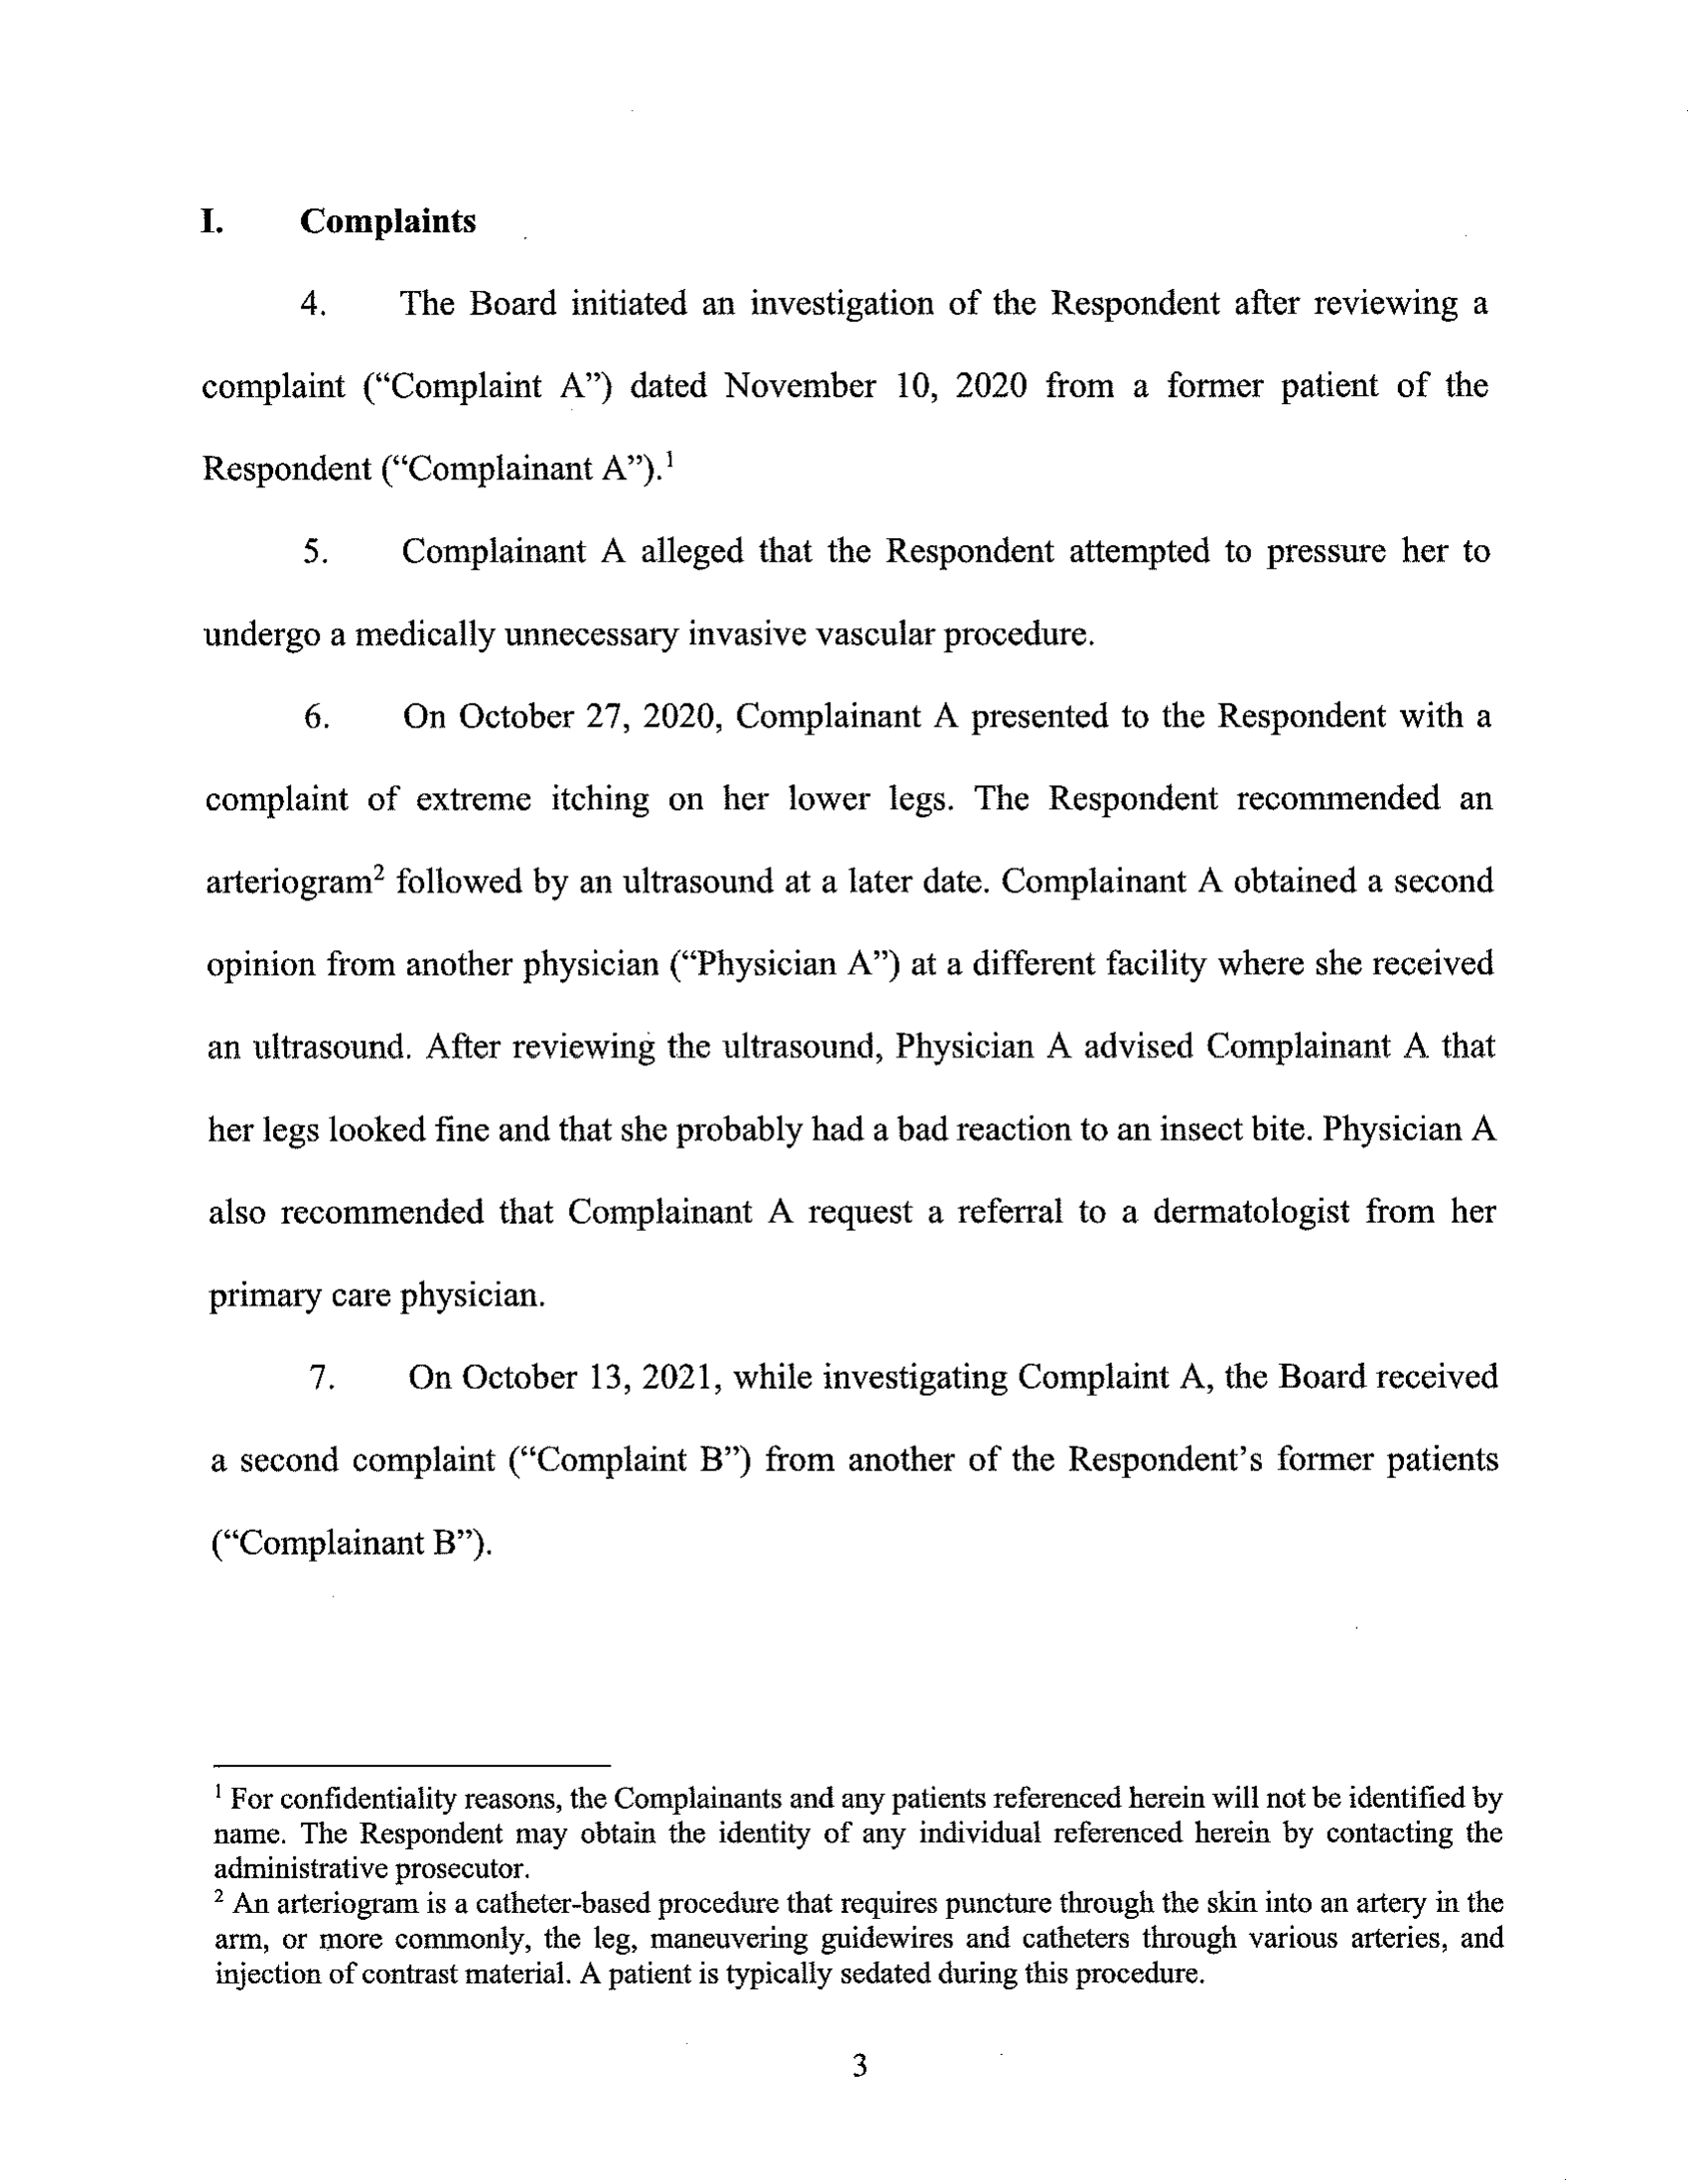 I. Complaints
4. The Board initiated an investigation of the Respondent after reviewing a
complaint (“Complaint A”) dated November 10, 2020 from a former patient of the
Respondent (“Complainant A”).¹
5. Complainant A alleged that the Respondent attempted to pressure her to
undergo a medically unnecessary invasive vascular procedure.
6. On October 27, 2020, Complainant A presented to the Respondent with a
complaint of extreme itching on her lower legs. The Respondent recommended an
arteriogram² followed by an ultrasound at a later date. Complainant A obtained a second
opinion from another physician (“Physician A”) at a different facility where she received
an ultrasound. After reviewing the ultrasound, Physician A advised Complainant A that
her legs looked fine and that she probably had a bad reaction to an insect bite. Physician A
also recommended that Complainant A request a referral to a dermatologist from her
primary care physician.
7. On October 13, 2021, while investigating Complaint A, the Board received
a second complaint (“Complaint B”) from another of the Respondent’s former patients
(“Complainant B”).
¹ For confidentiality reasons, the Complainants and any patients referenced herein will not be identified by
name. The Respondent may obtain the identity of any individual referenced herein by contacting the
administrative prosecutor.
² An arteriogram is a catheter-based procedure that requires puncture through the skin into an artery in the
arm, or more commonly, the leg, maneuvering guidewires and catheters through various arteries, and
injection of contrast material. A patient is typically sedated during this procedure.
3